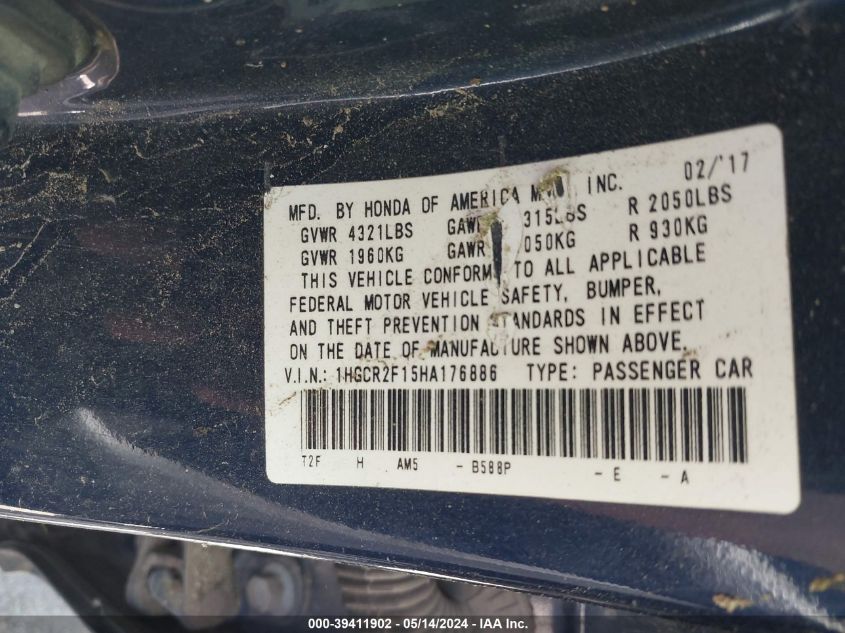 02/'17
MFD. BY HONDA OF AMERICA INC.
GVWR 4321LBS R 2050LBS
GVWR 1960KG GAWR R 930KG
THIS VEHICLE CONFORM TO ALL APPLICABLE
FEDERAL MOTOR VEHICLE SAFETY, BUMPER,
AND THEFT PREVENTION STANDARDS IN EFFECT
ON THE DATE OF MANUFACTURE SHOWN ABOVE.
V.I.N.: 1HGCR2F15HA176886 TYPE: PASSENGER CAR
T2F H AM5 - B588P - E - A
000-39411902 - 05/14/2024 - IAA Inc.